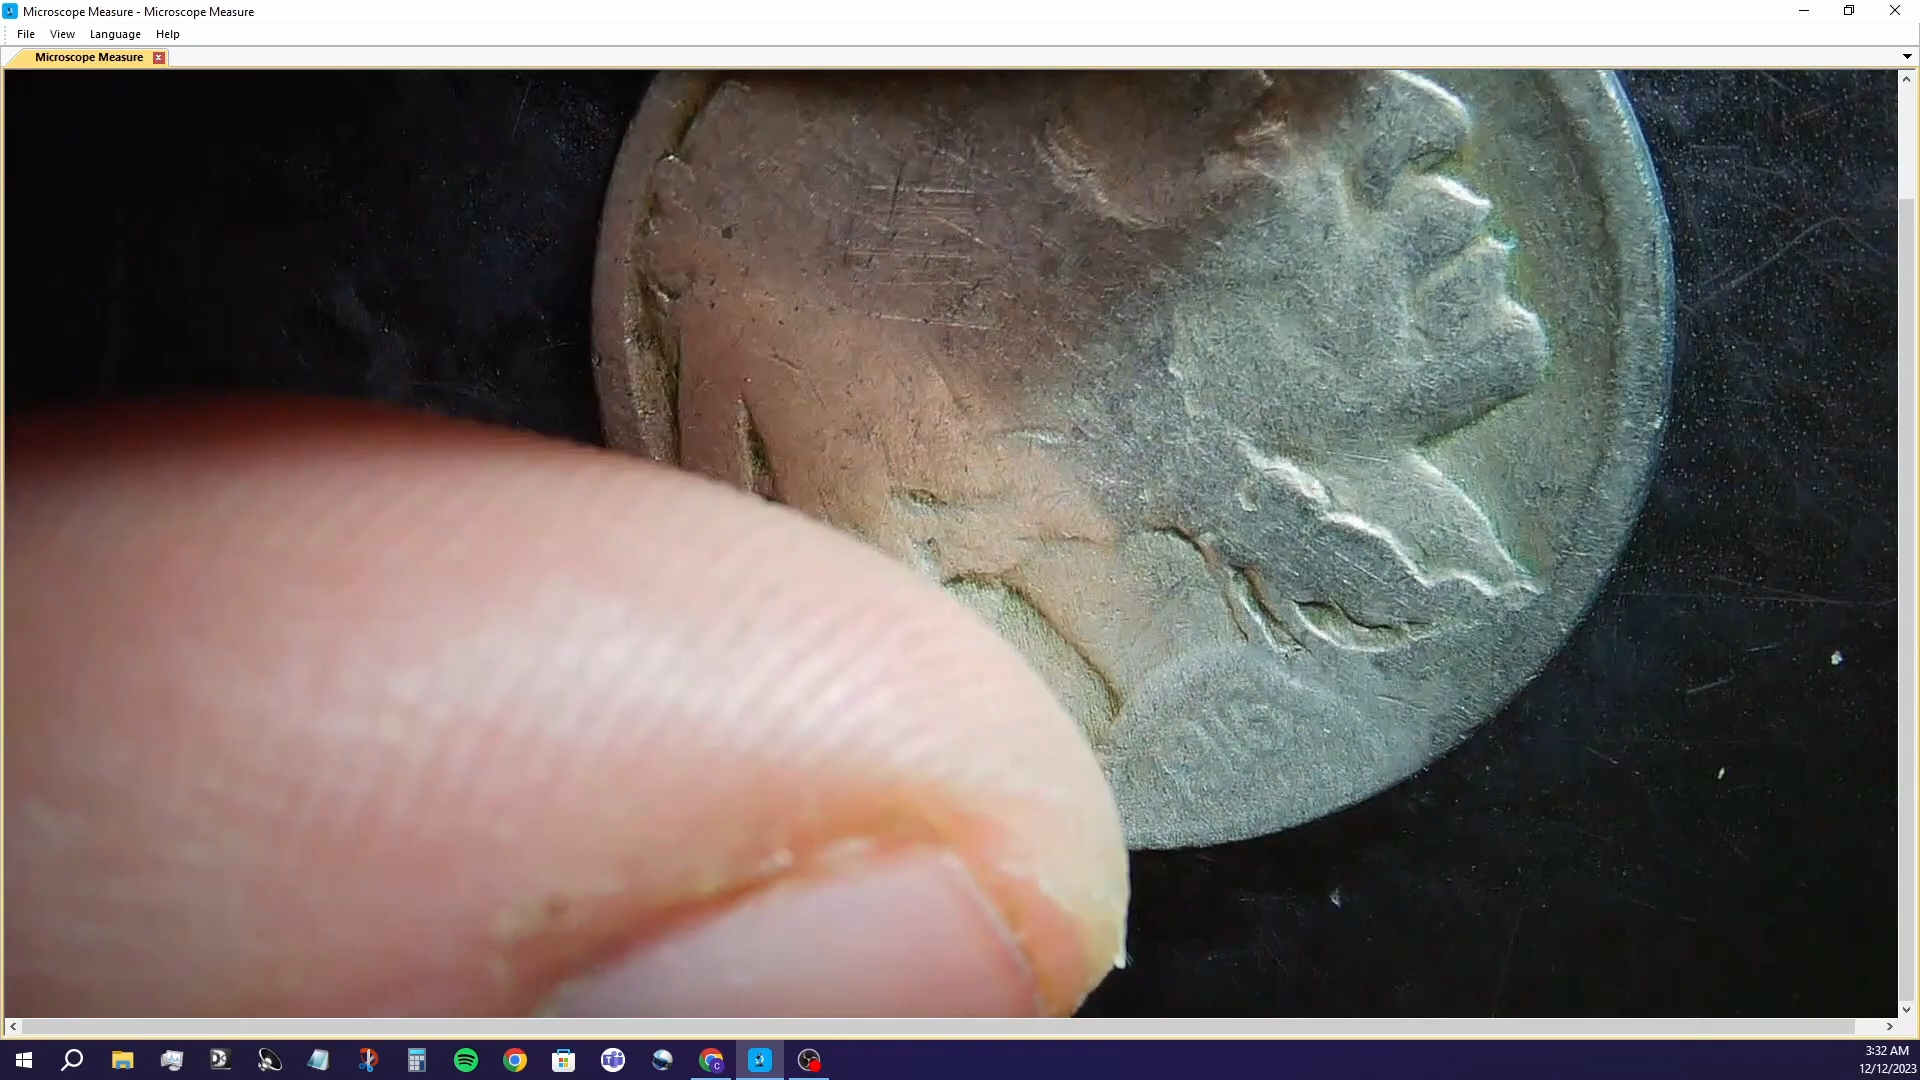 Microscope Measure - Microscope Measure
File View Language Help
Microscope Measure
3:32 AM
12/12/2023